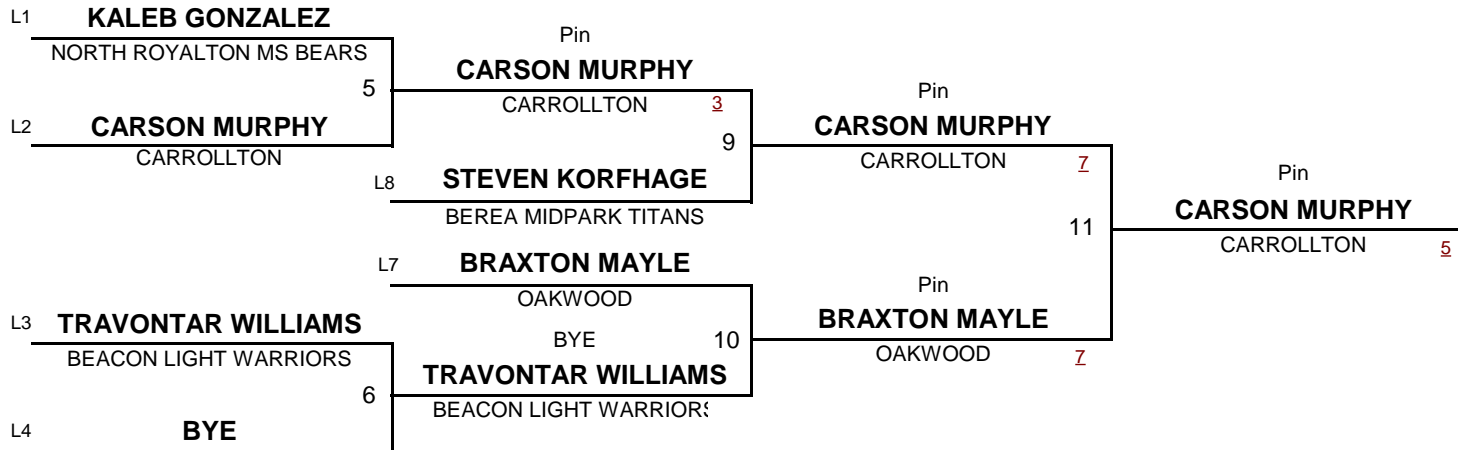 L1 KALEB GONZALEZ
NORTH ROYALTON MS BEARS
5
L2 CARSON MURPHY
CARROLLTON
Pin
CARSON MURPHY
CARROLLTON 3
9
L8 STEVEN KORFHAGE
BEREA MIDPARK TITANS
Pin
CARSON MURPHY
CARROLLTON 7
11
Pin
CARSON MURPHY
CARROLLTON 5
L7 BRAXTON MAYLE
OAKWOOD
10
BYE
TRAVONTAR WILLIAMS
BEACON LIGHT WARRIORS
Pin
BRAXTON MAYLE
OAKWOOD 7
L3 TRAVONTAR WILLIAMS
BEACON LIGHT WARRIORS
6
L4 BYE